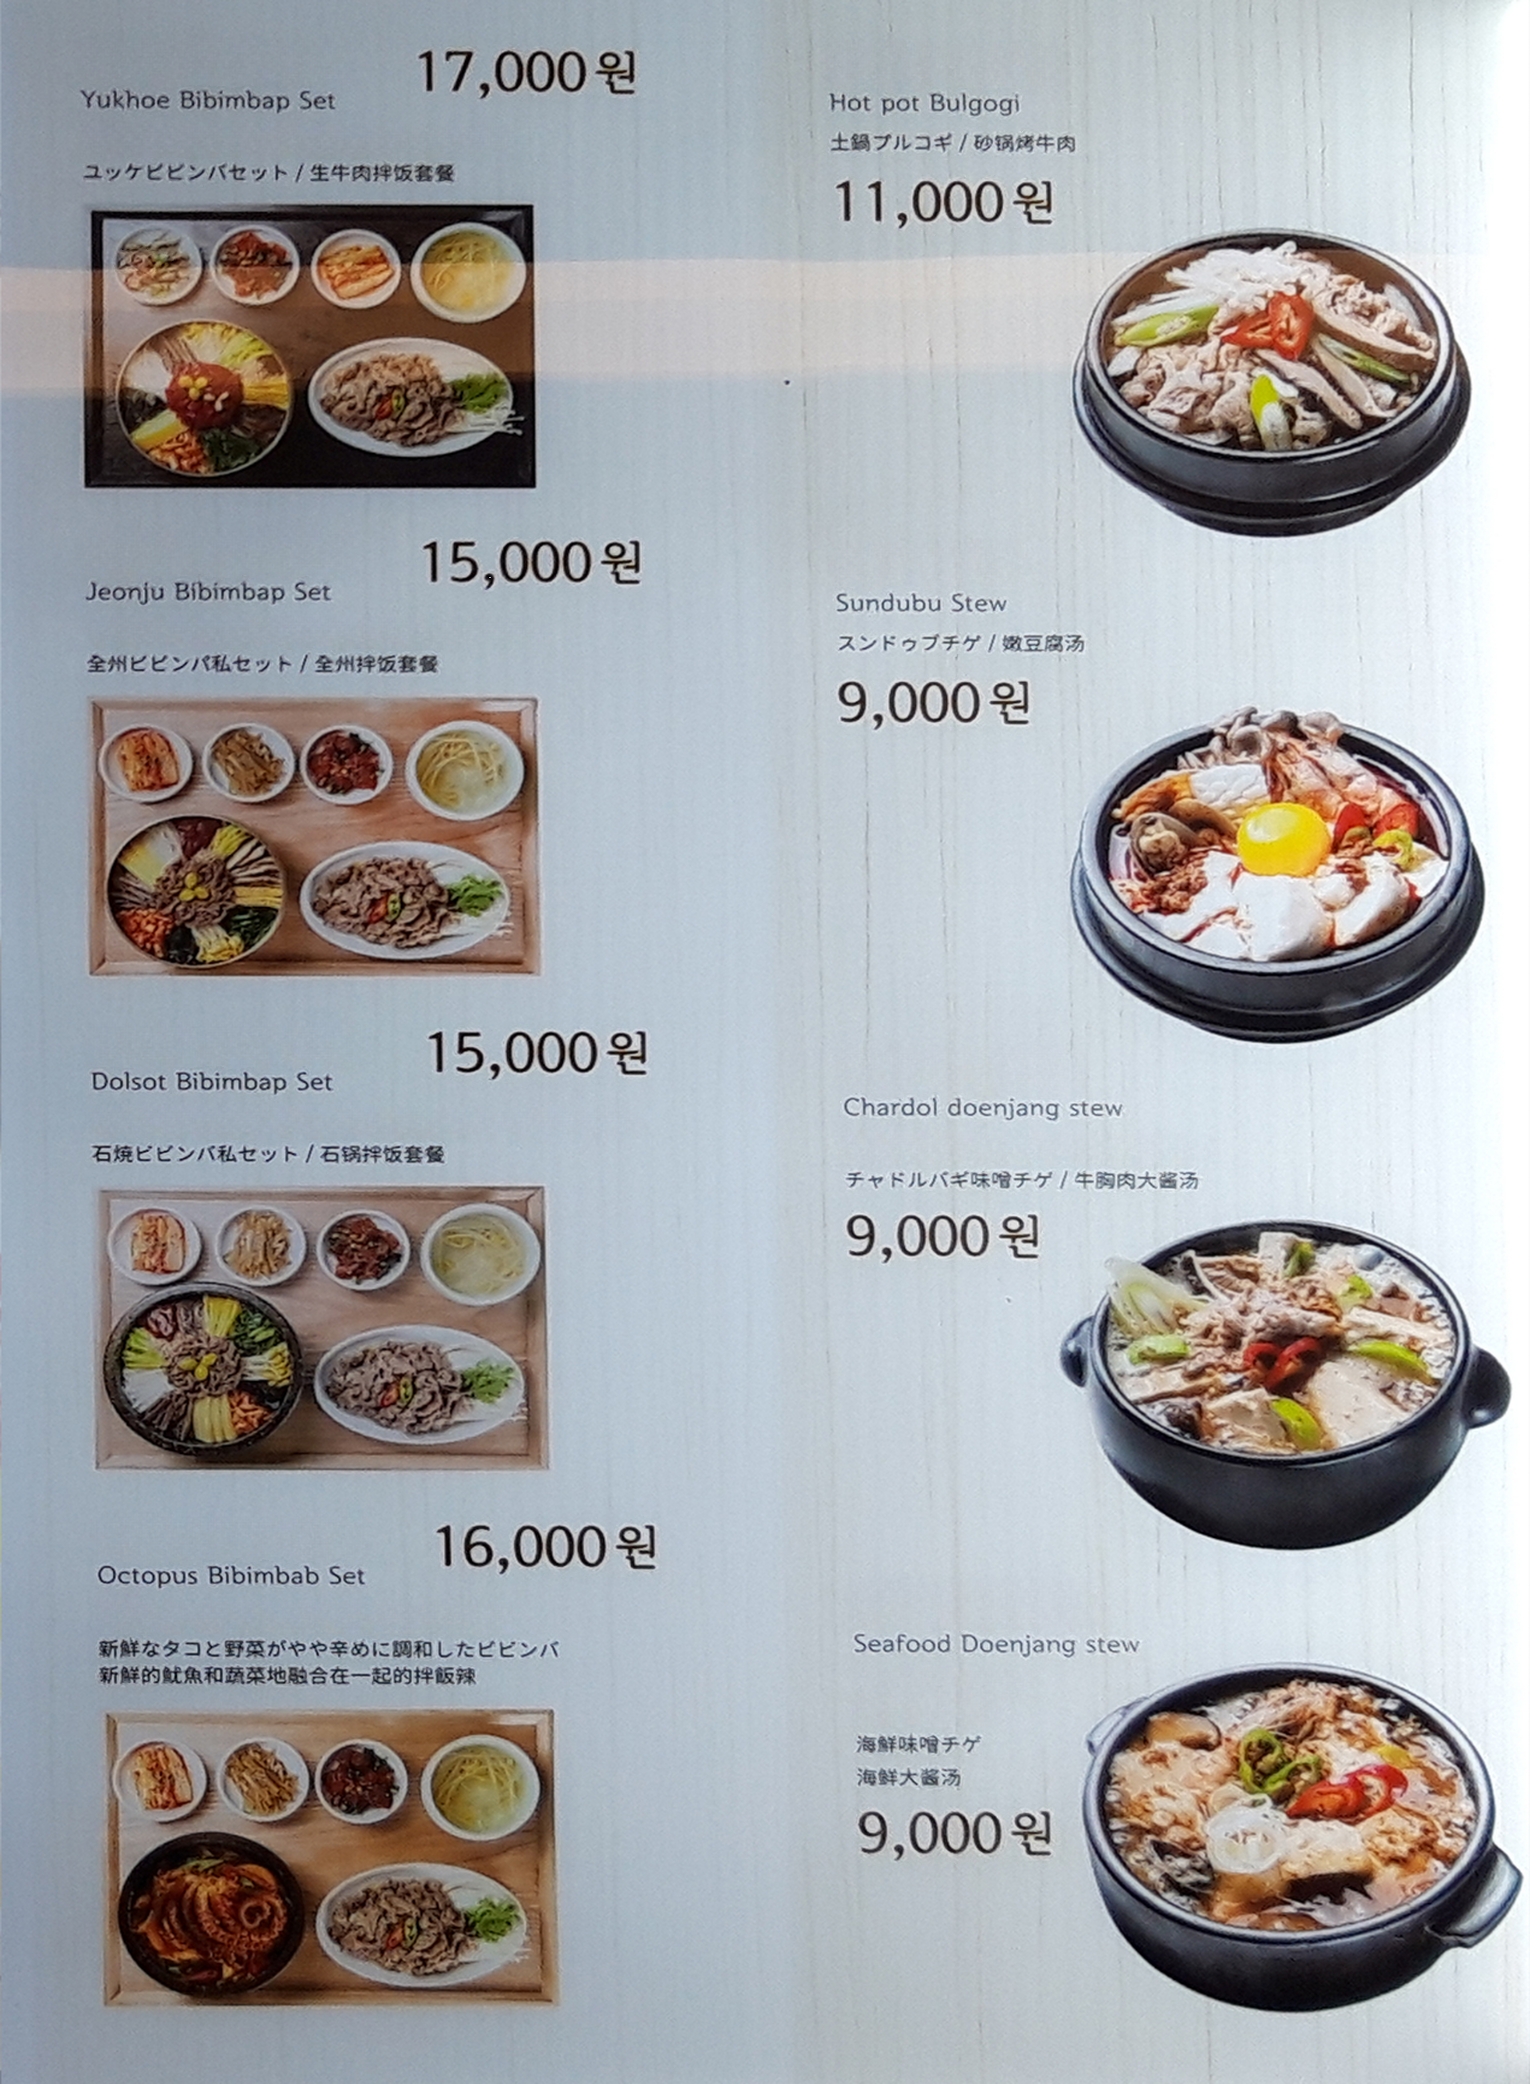 17,000원
Yukhoe Bibimbap Set
ユッケビビンバセット / 生牛肉拌饭套餐
15,000원
Jeonju Bibimbap Set
全州ビビンバ私セット / 全州拌饭套餐
15,000원
Dolsot Bibimbap Set
石焼ビビンバ私セット / 石锅拌饭套餐
16,000원
Octopus Bibimbab Set
新鮮なタコと野菜がやや辛めに調和したビビンバ
新鮮的魷魚和蔬菜地融合在一起的拌飯辣
Hot pot Bulgogi
土鍋プルコギ / 砂锅烤牛肉
11,000원
Sundubu Stew
スンドゥブチゲ / 嫩豆腐汤
9,000원
Chardol doenjang stew
チャドルバギ味噌チゲ / 牛胸肉大酱汤
9,000원
Seafood Doenjang stew
海鮮味噌チゲ
海鲜大酱汤
9,000원